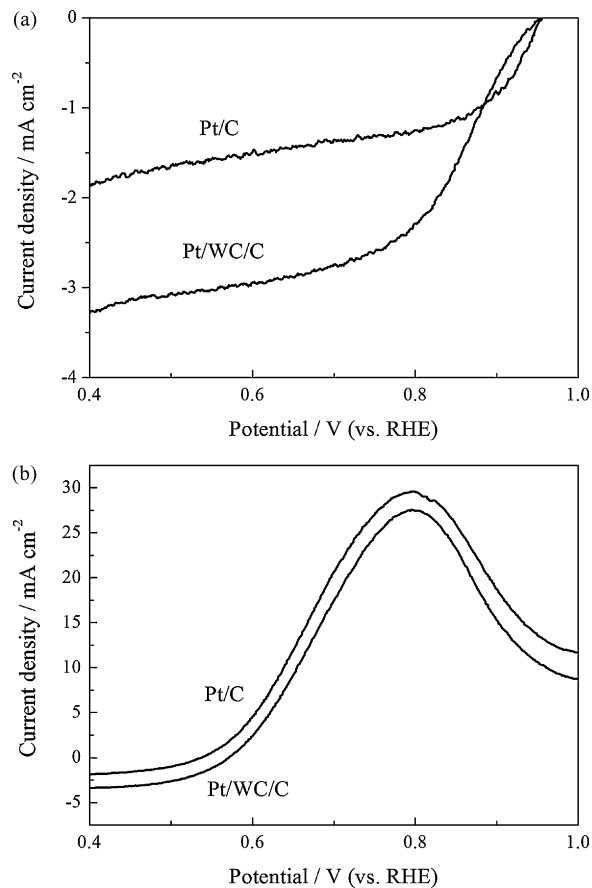 (a)
0
-1
-2
-3
-4
Current density / mA cm⁻²
Pt/C
Pt/WC/C
0.4 0.6 0.8 1.0
Potential / V (vs. RHE)
(b)
30
25
20
15
10
5
0
-5
Current density / mA cm⁻²
Pt/C
Pt/WC/C
0.4 0.6 0.8 1.0
Potential / V (vs. RHE)